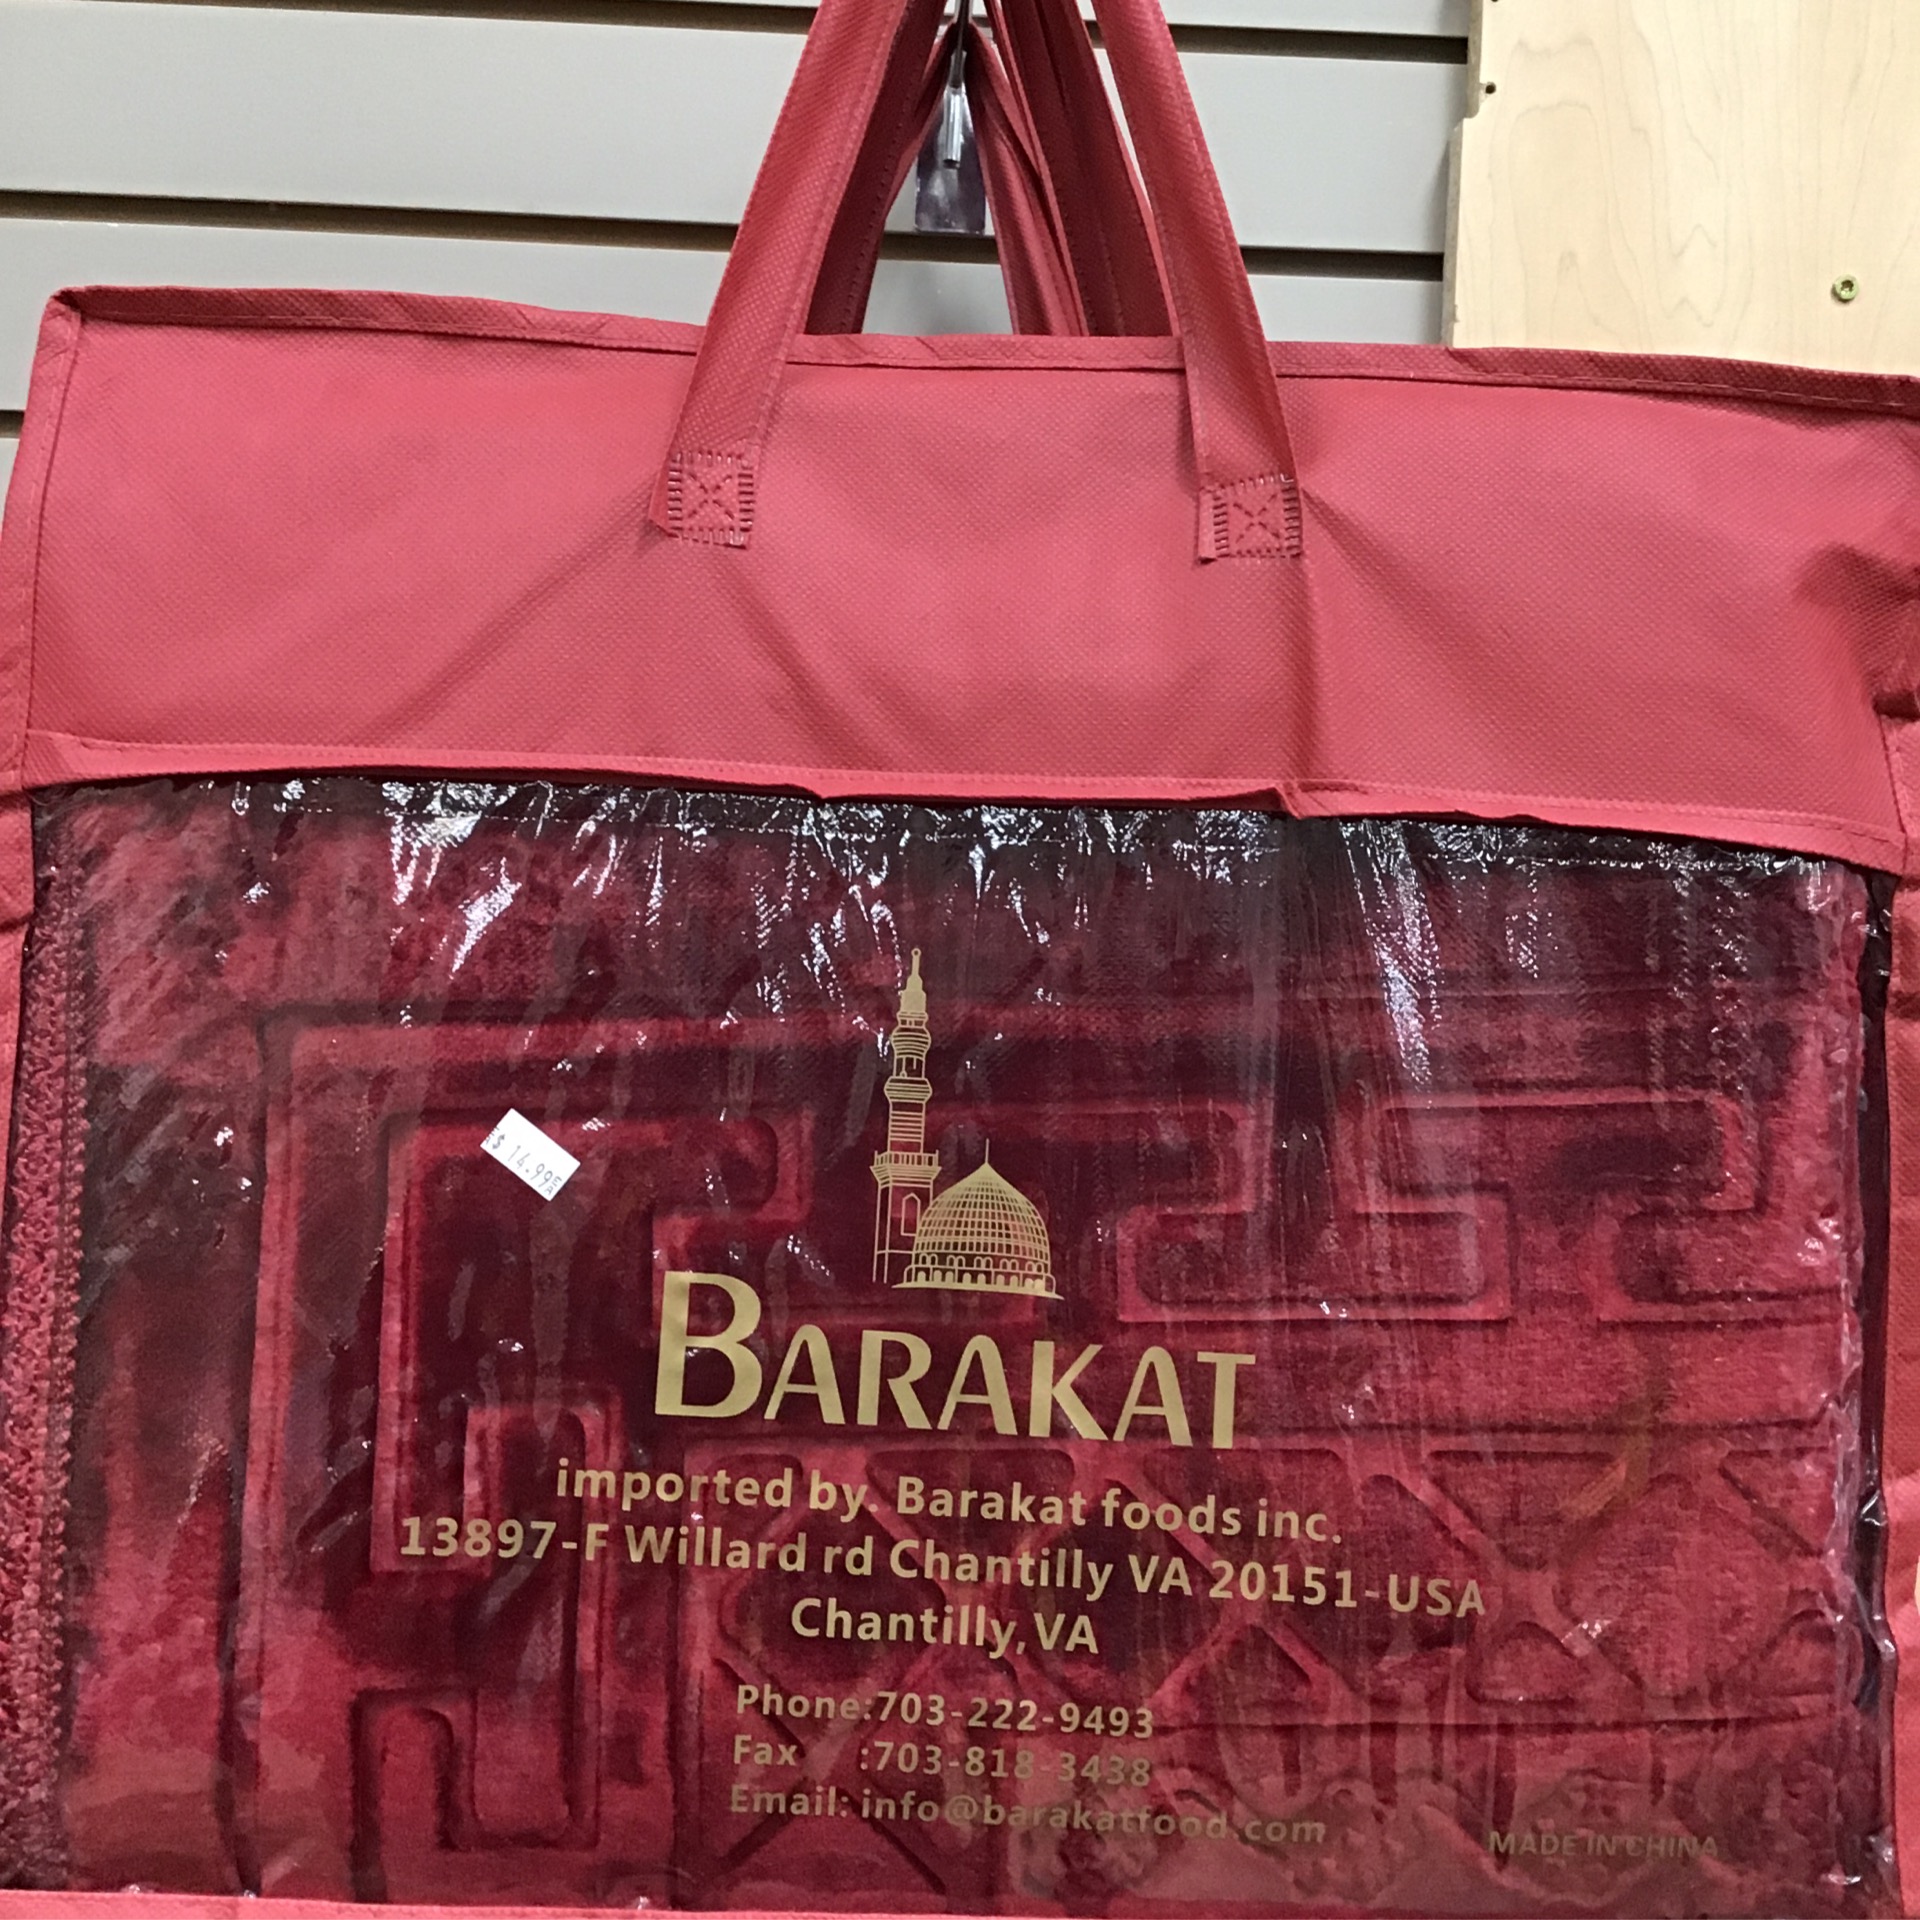 $ 14.99
BARAKAT
imported by. Barakat foods inc.
13897-F Willard rd Chantilly VA 20151-USA
Chantilly,VA
Phone:703-222-9493
Fax :703-818-3438
Email: info@barakatfood.com
MADE IN CHINA